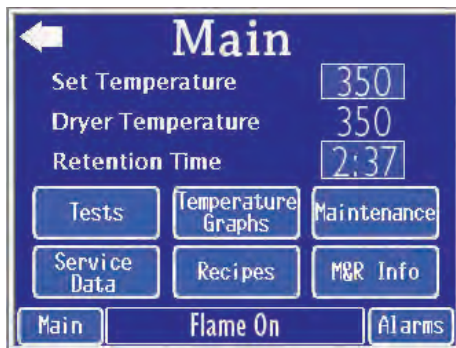 Main
Set Temperature 350
Dryer Temperature 350
Retention Time 2:37
Tests Temperature Graphs Maintenance
Service Data Recipes M&R Info
Main Flame On Alarms